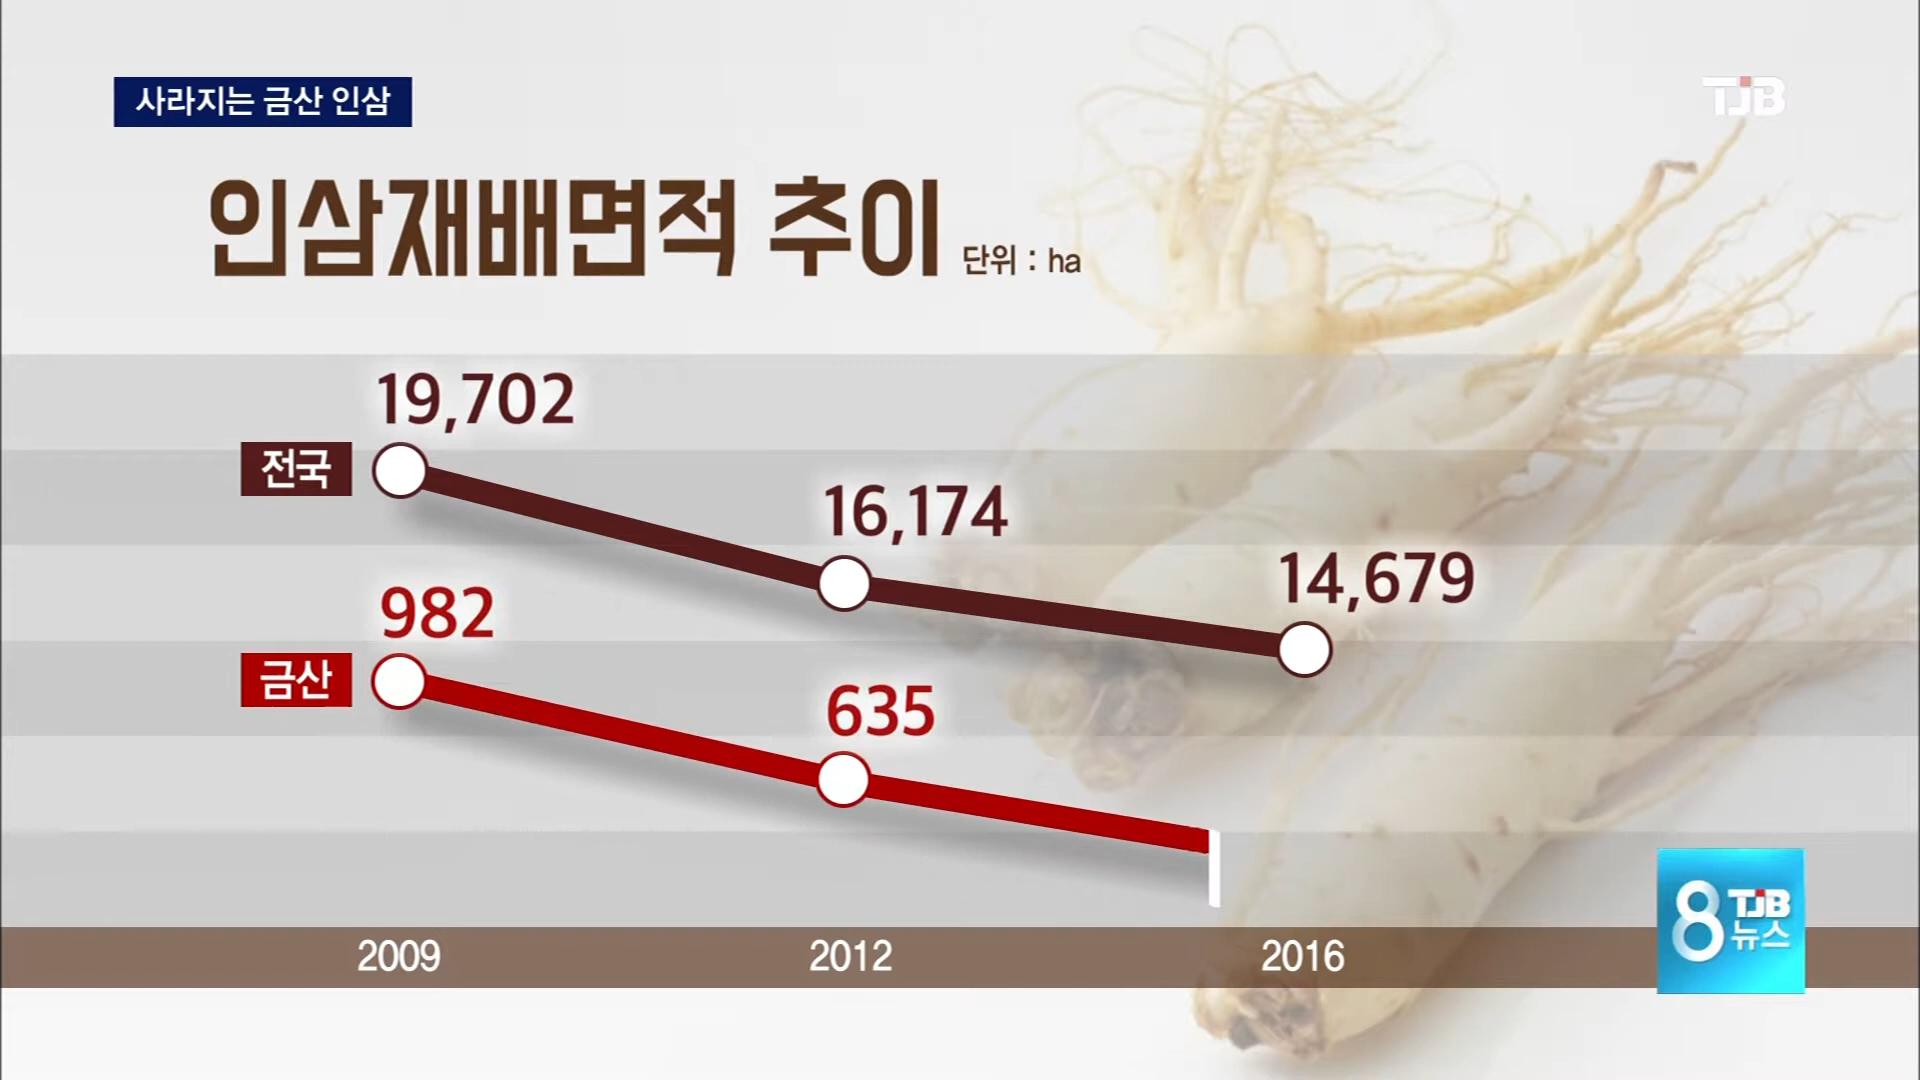 사라지는 금산 인삼
TJB
인삼재배면적 추이 단위 : ha
19,702
전국
16,174
14,679
982
금산
635
2009 2012 2016
8 TJB 뉴스